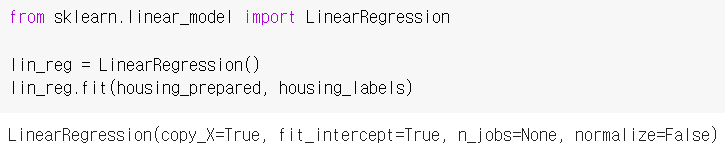 from sklearn.linear_model import LinearRegression
lin_reg = LinearRegression()
lin_reg.fit(housing_prepared, housing_labels)
LinearRegression(copy_X=True, fit_intercept=True, n_jobs=None, normalize=False)